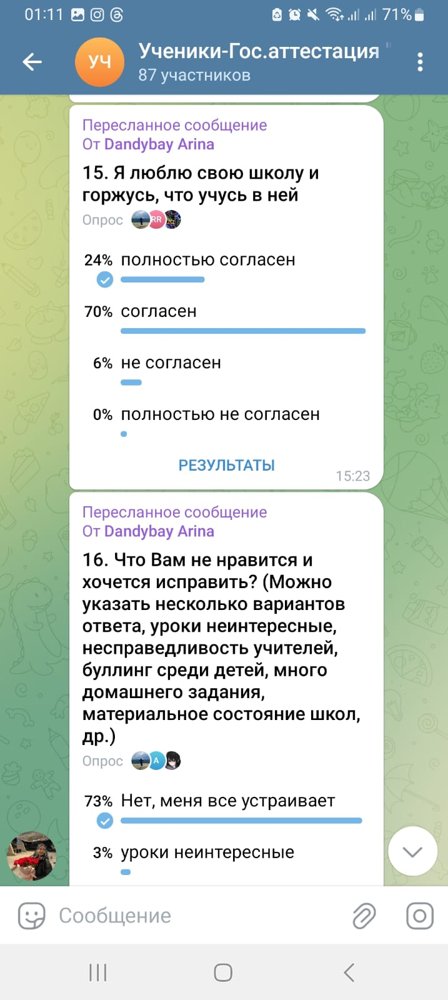 01:11
71%
УЧ
Ученики-Гос.аттестация "
87 участников
Пересланное сообщение
От Dandybay Arina
15. Я люблю свою школу и
горжусь, что учусь в ней
Опрос RR
24% полностью согласен
70% согласен
6% не согласен
0% полностью не согласен
РЕЗУЛЬТАТЫ
15:23
Пересланное сообщение
От Dandybay Arina
16. Что Вам не нравится и
хочется исправить? (Можно
указать несколько вариантов
ответа, уроки неинтересные,
несправедливость учителей,
буллинг среди детей, много
домашнего задания,
материальное состояние школ,
др.)
Опрос A
73% Нет, меня все устраивает
3% уроки неинтересные
Сообщение